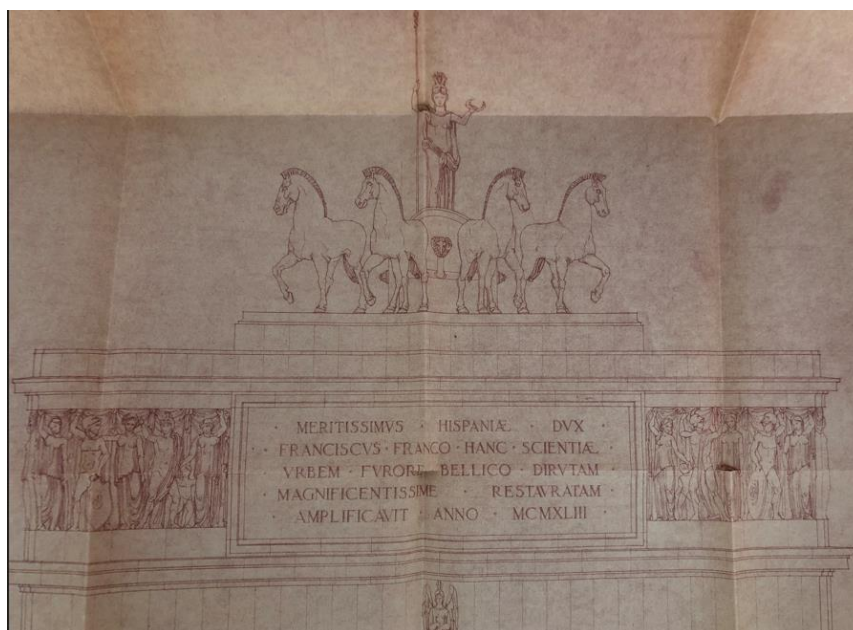 · MERITISSIMVS · HISPANIÆ · DVX ·
· FRANCISCVS · FRANCO · HANC · SCIENTIÆ ·
· VRBEM · FVRORE BELLICO · DIRVTAM ·
· MAGNIFICENTISSIME · RESTAVRATAM ·
· AMPLIFICAVIT · ANNO · MCMXLIII ·